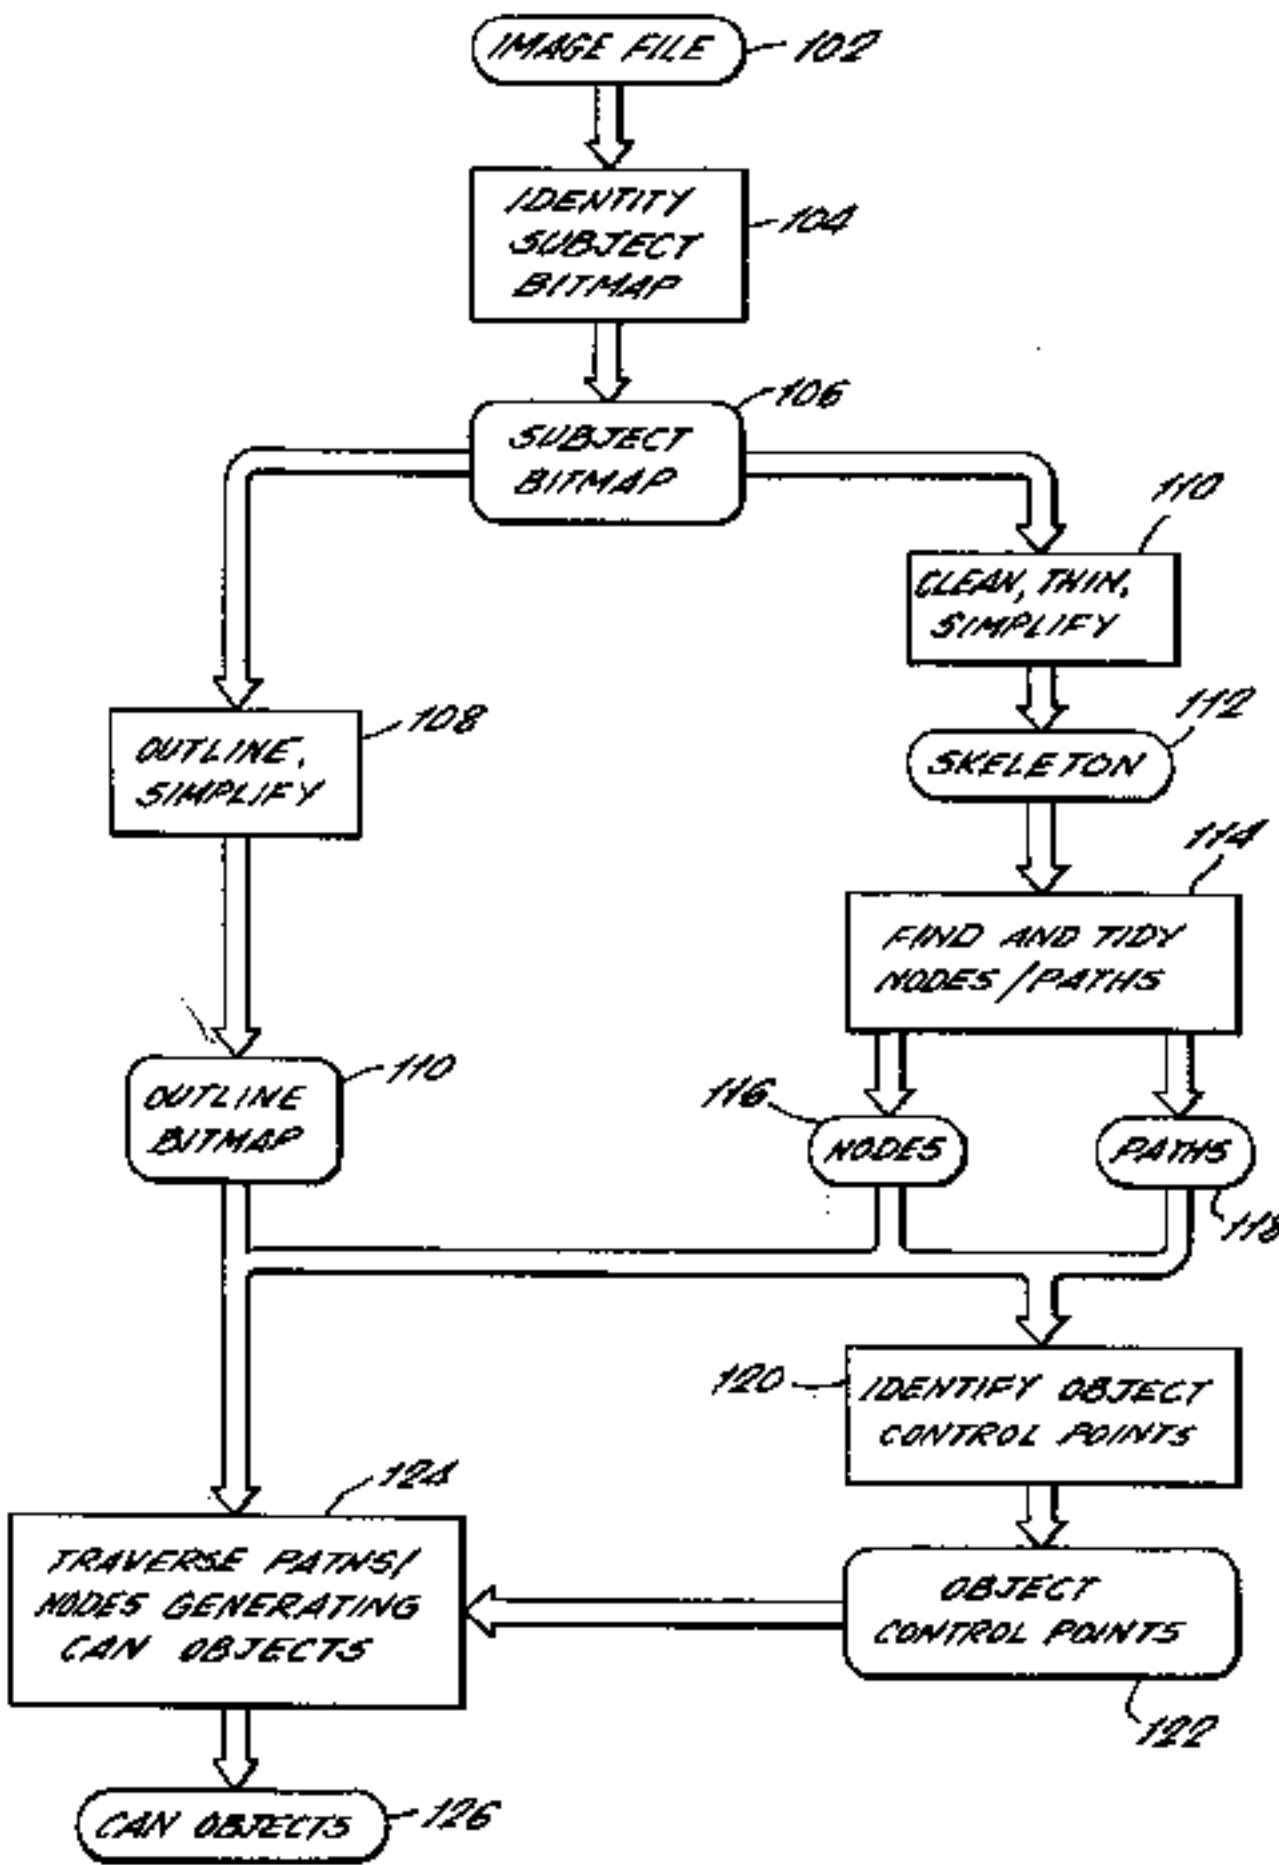 IMAGE FILE
102
IDENTITY
SUBJECT
BITMAP
104
SUBJECT
BITMAP
106
CLEAN, THIN,
SIMPLIFY
110
OUTLINE,
SIMPLIFY
108
SKELETON
112
FIND AND TIDY
NODES/PATHS
114
OUTLINE
BITMAP
110
NODES
116
PATHS
118
IDENTIFY OBJECT
CONTROL POINTS
120
TRAVERSE PATHS/
NODES GENERATING
CAN OBJECTS
124
OBJECT
CONTROL POINTS
122
CAN OBJECTS
126